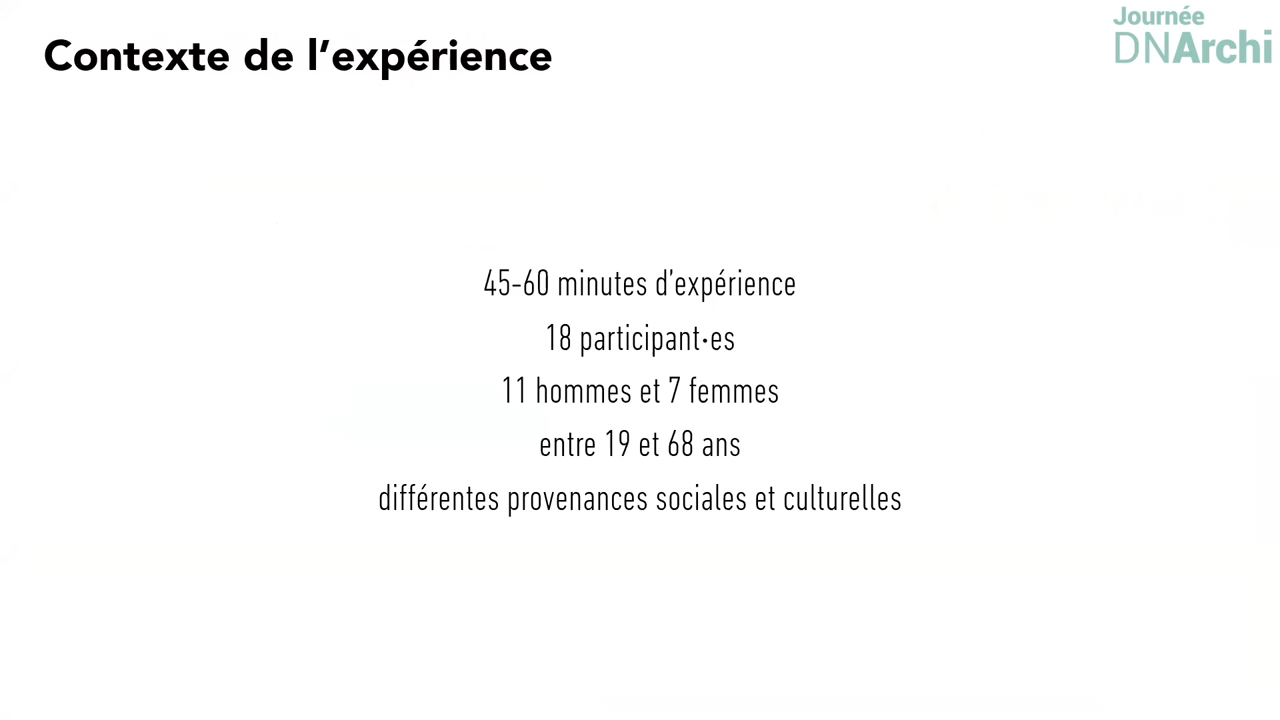 Contexte de l’expérience
Journée
DNArchi
45-60 minutes d’expérience
18 participant·es
11 hommes et 7 femmes
entre 19 et 68 ans
différentes provenances sociales et culturelles